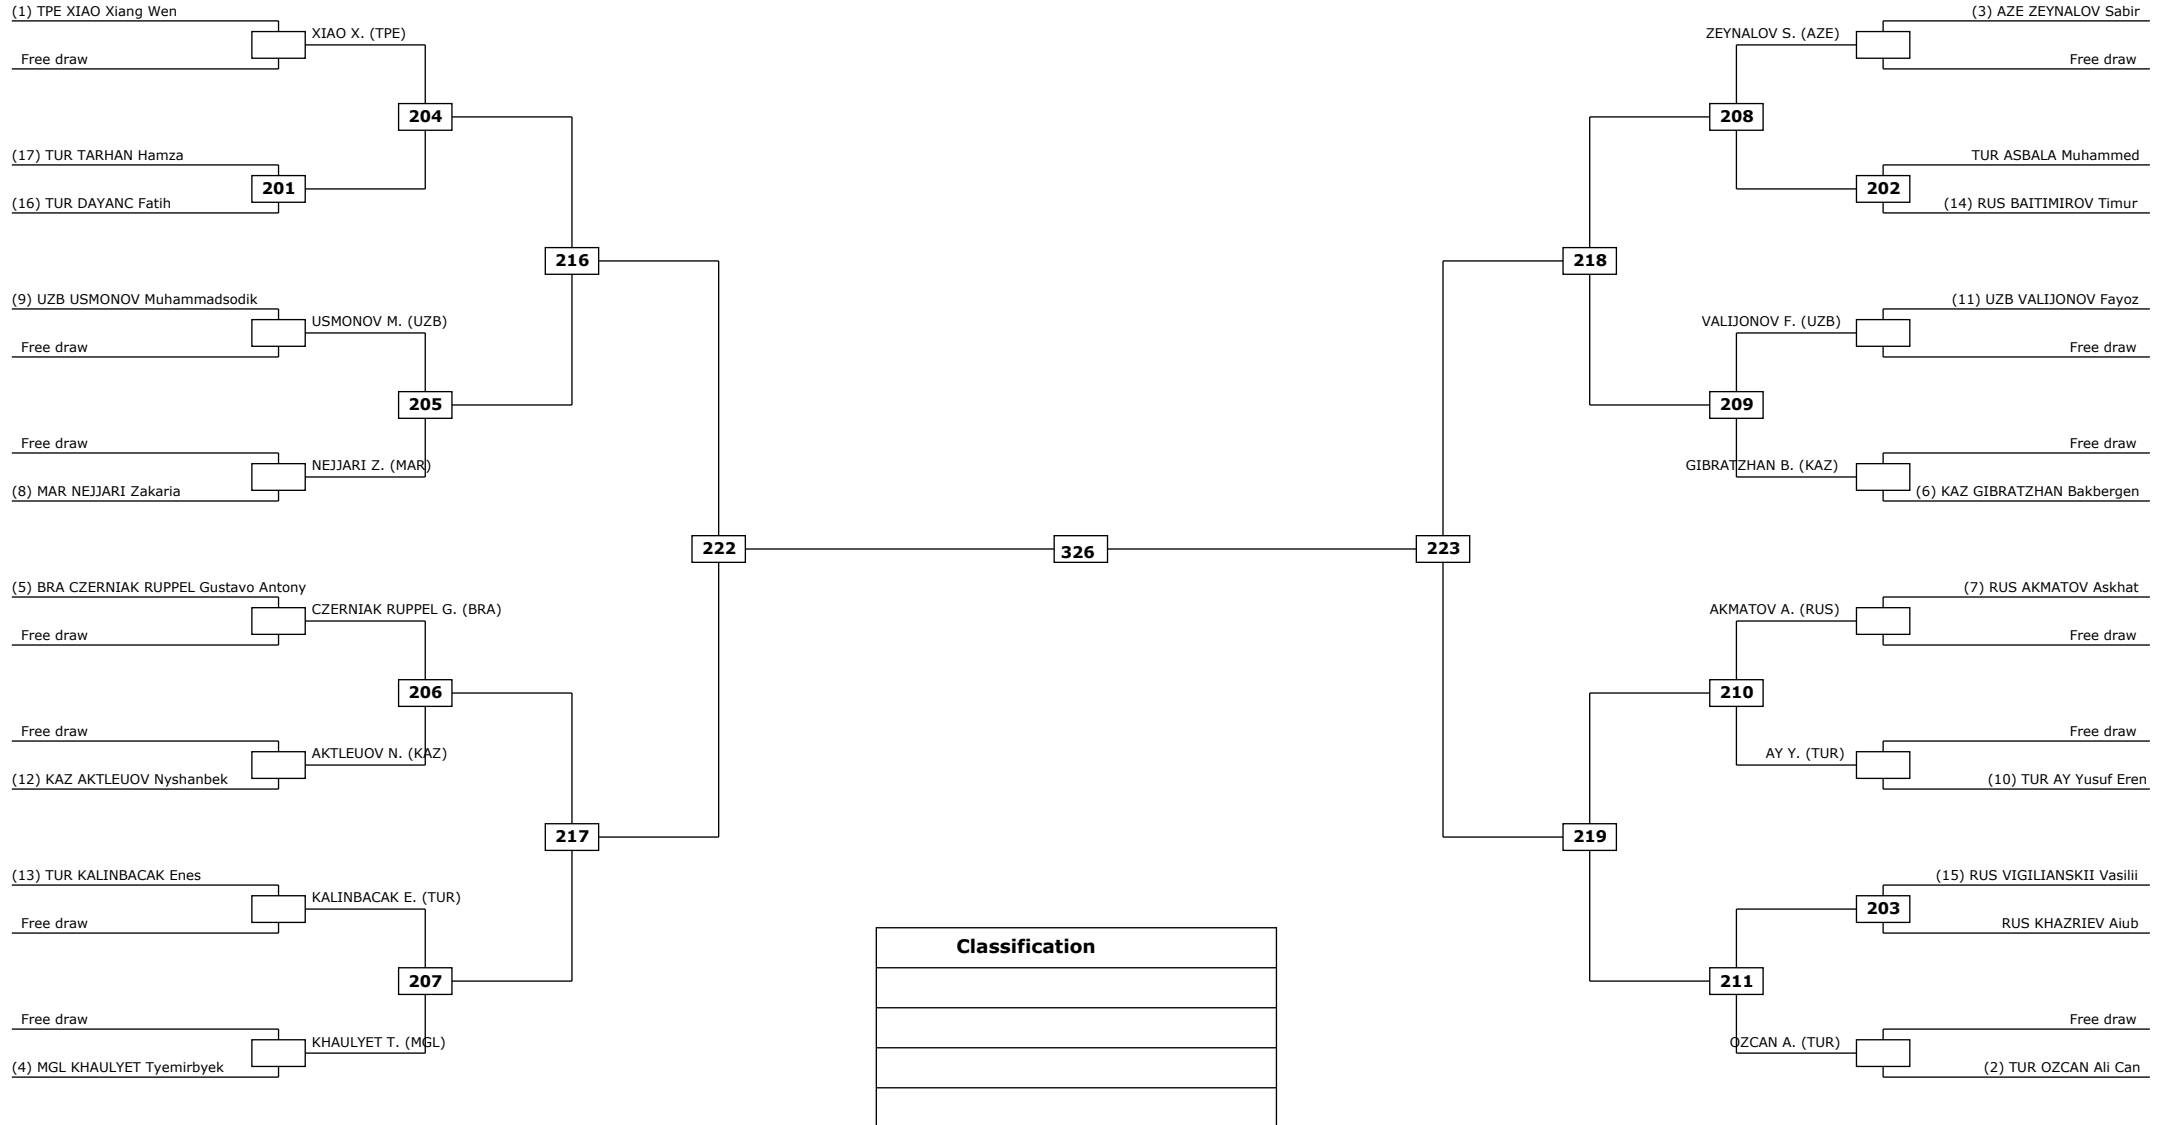 (1) TPE XIAO Xiang Wen
XIAO X. (TPE)
Free draw
204
(17) TUR TARHAN Hamza
201
(16) TUR DAYANC Fatih
216
(9) UZB USMONOV Muhammadsodik
USMONOV M. (UZB)
Free draw
205
Free draw
NEJJARI Z. (MAR)
(8) MAR NEJJARI Zakaria
222
(5) BRA CZERNIAK RUPPEL Gustavo Antony
CZERNIAK RUPPEL G. (BRA)
Free draw
206
Free draw
AKTLEUOV N. (KAZ)
(12) KAZ AKTLEUOV Nyshanbek
217
(13) TUR KALINBACAK Enes
KALINBACAK E. (TUR)
Free draw
207
Free draw
KHAULYET T. (MGL)
(4) MGL KHAULYET Tyemirbyek
326
Classification
(3) AZE ZEYNALOV Sabir
ZEYNALOV S. (AZE)
Free draw
208
TUR ASBALA Muhammed
202
(14) RUS BAITIMIROV Timur
218
(11) UZB VALIJONOV Fayoz
VALIJONOV F. (UZB)
Free draw
209
Free draw
GIBRATZHAN B. (KAZ)
(6) KAZ GIBRATZHAN Bakbergen
223
(7) RUS AKMATOV Askhat
AKMATOV A. (RUS)
Free draw
210
Free draw
AY Y. (TUR)
(10) TUR AY Yusuf Eren
219
(15) RUS VIGILIANSKII Vasilii
203
RUS KHAZRIEV Aiub
211
Free draw
OZCAN A. (TUR)
(2) TUR OZCAN Ali Can